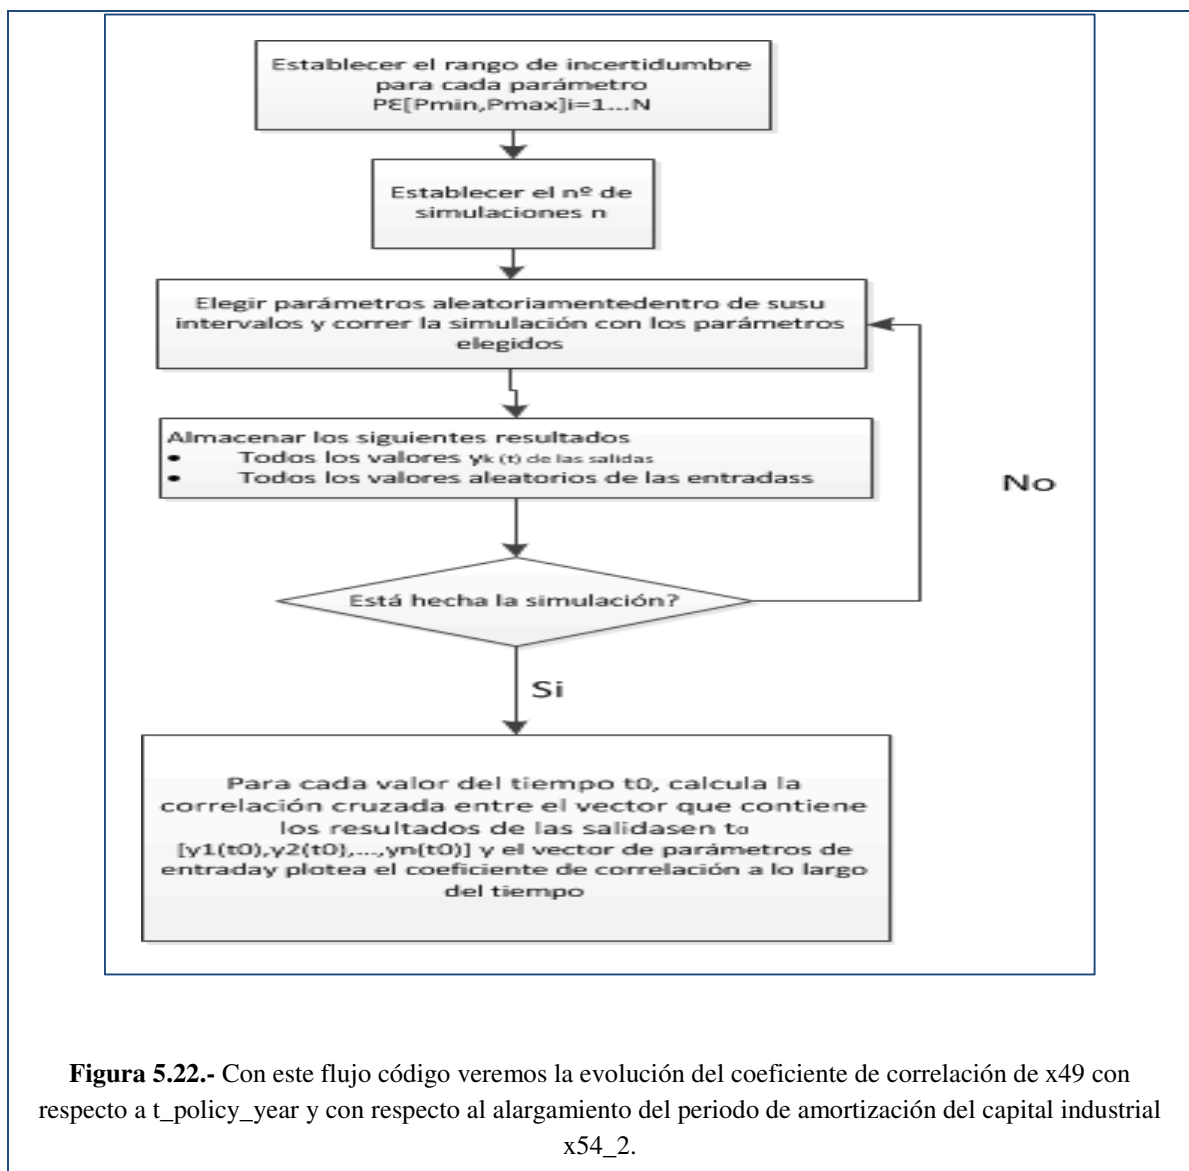 Establecer el rango de incertidumbre
para cada parámetro
PƐ[Pmin,Pmax]i=1...N
Establecer el nº de
simulaciones n
Elegir parámetros aleatoriamentedentro de susu
intervalos y correr la simulación con los parámetros
elegidos
Almacenar los siguientes resultados
• Todos los valores yk (t) de las salidas
• Todos los valores aleatorios de las entradass
No
Está hecha la simulación?
Si
Para cada valor del tiempo t0, calcula la
correlación cruzada entre el vector que contiene
los resultados de las salidasen t0
[y1(t0),y2(t0),...,yn(t0)] y el vector de parámetros de
entraday plotea el coeficiente de correlación a lo largo
del tiempo
Figura 5.22.- Con este flujo código veremos la evolución del coeficiente de correlación de x49 con
respecto a t_policy_year y con respecto al alargamiento del periodo de amortización del capital industrial
x54_2.